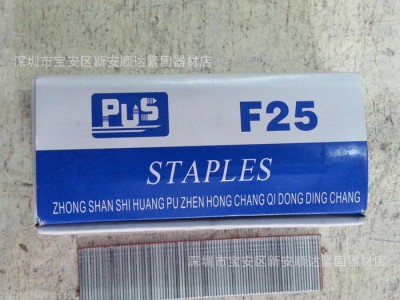 深圳市宝安区新安顺达紧固器材店
PUS
F25
STAPLES
ZHONG SHAN SHI HUANG PU ZHEN HONG CHANG QI DONG DING CHANG
深圳市宝安区新安顺达紧固器材店